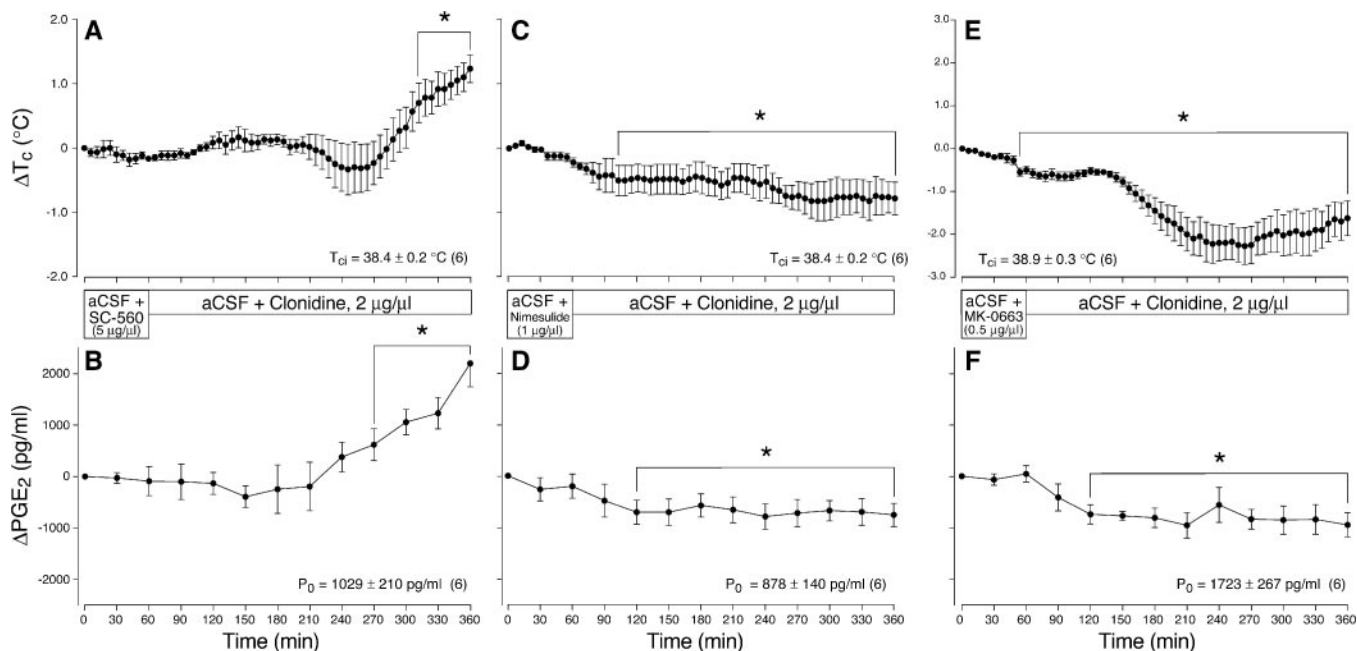 A
C
E
*
*
*
2.0
1.0
0
-1.0
-2.0
3.0
2.0
1.0
0.0
-1.0
-2.0
-3.0
ΔTc (°C)
Tci = 38.4 ± 0.2 °C (6)
Tci = 38.4 ± 0.2 °C (6)
Tci = 38.9 ± 0.3 °C (6)
aCSF +
SC-560
(5 μg/μl)
aCSF + Clonidine, 2 μg/μl
aCSF +
Nimesulide
(1 μg/μl)
aCSF + Clonidine, 2 μg/μl
aCSF +
MK-0663
(0.5 μg/μl)
aCSF + Clonidine, 2 μg/μl
B
D
F
*
*
*
2000
1000
0
-1000
-2000
ΔPGE2 (pg/ml)
P0 = 1029 ± 210 pg/ml (6)
P0 = 878 ± 140 pg/ml (6)
P0 = 1723 ± 267 pg/ml (6)
0 30 60 90 120 150 180 210 240 270 300 330 360
0 30 60 90 120 150 180 210 240 270 300 330 360
0 30 60 90 120 150 180 210 240 270 300 330 360
Time (min)
Time (min)
Time (min)